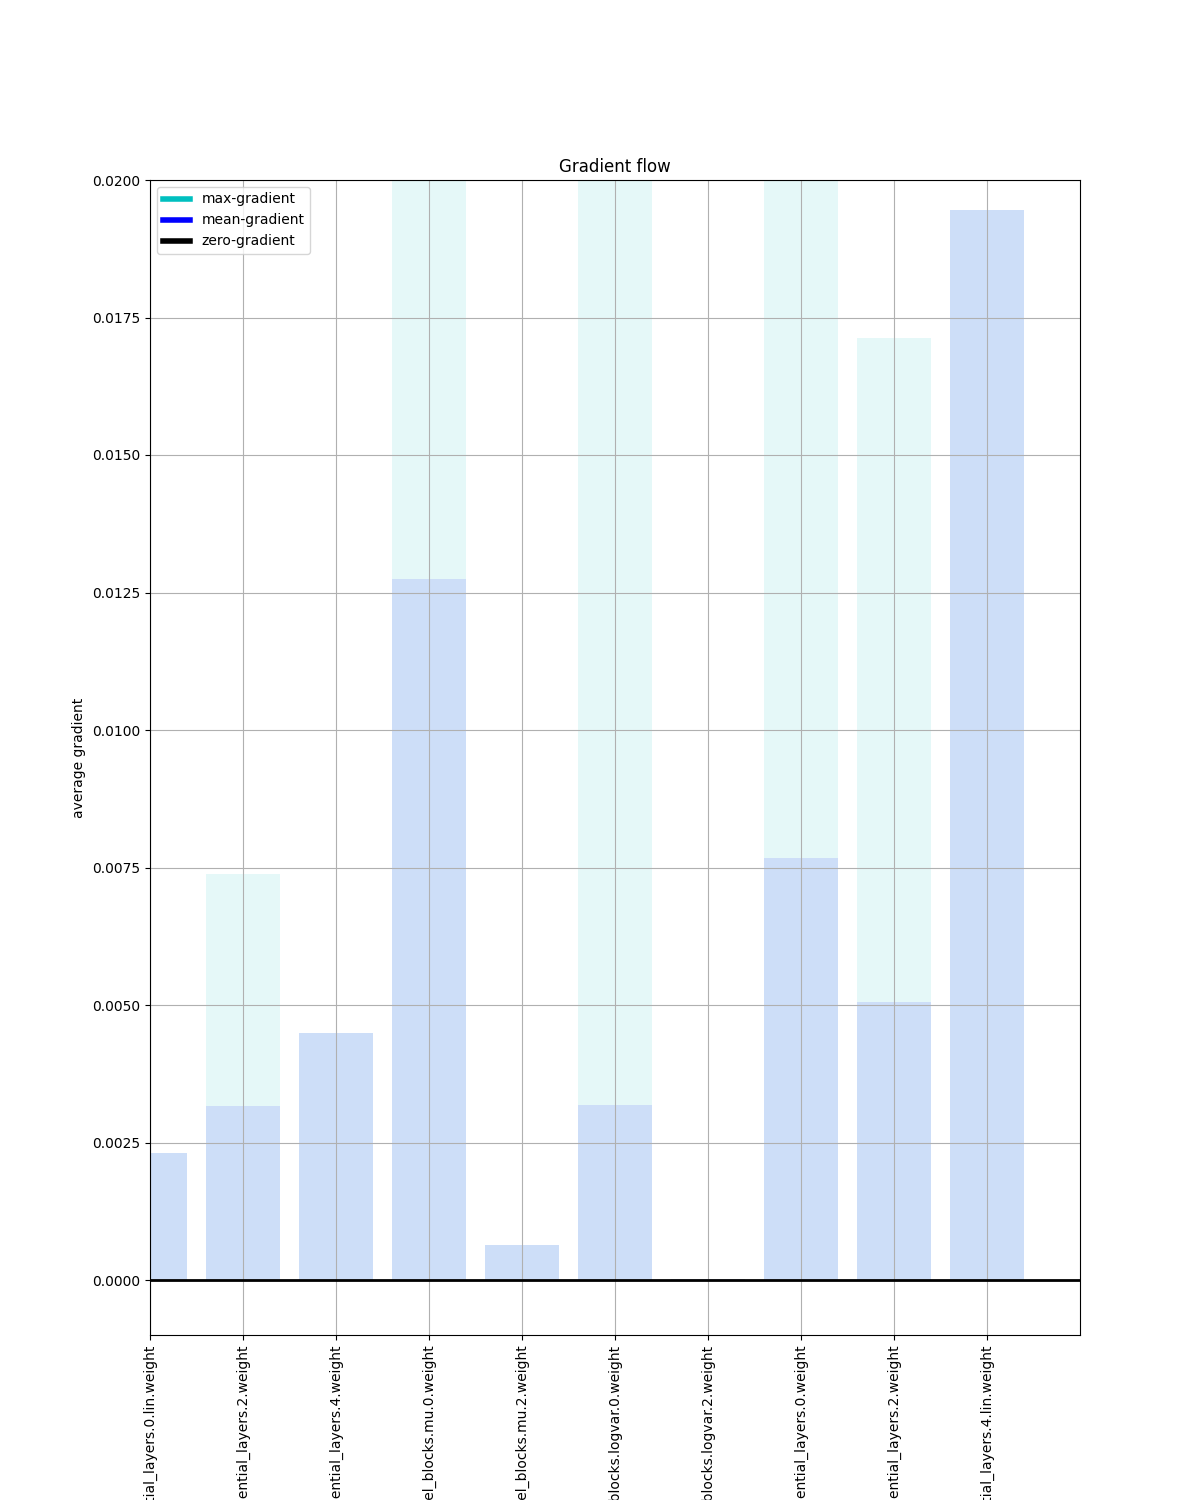 Gradient flow
max-gradient
mean-gradient
zero-gradient
0.0200
0.0175
0.0150
0.0125
0.0100
0.0075
0.0050
0.0025
0.0000
average gradient
tial_layers.0.lin.weight
ential_layers.2.weight
ential_layers.4.weight
el_blocks.mu.0.weight
el_blocks.mu.2.weight
blocks.logvar.0.weight
blocks.logvar.2.weight
ential_layers.0.weight
ential_layers.2.weight
tial_layers.4.lin.weight